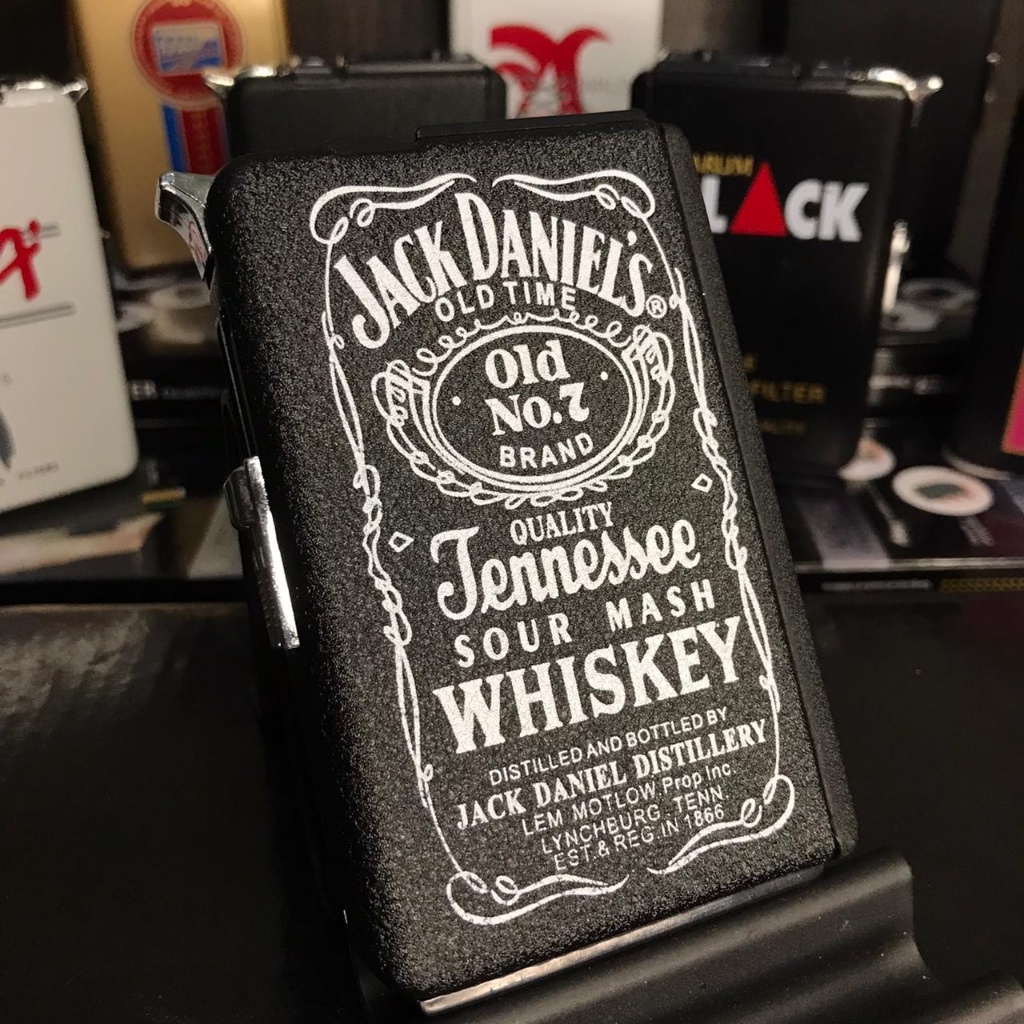 JACK DANIEL'S®
OLD TIME
Old
No.7
BRAND
QUALITY
Tennessee
SOUR MASH
WHISKEY
DISTILLED AND BOTTLED BY
JACK DANIEL DISTILLERY
LEM MOTLOW Prop Inc.
LYNCHBURG, TENN.
EST.& REG.IN 1866
LACK
FILTER